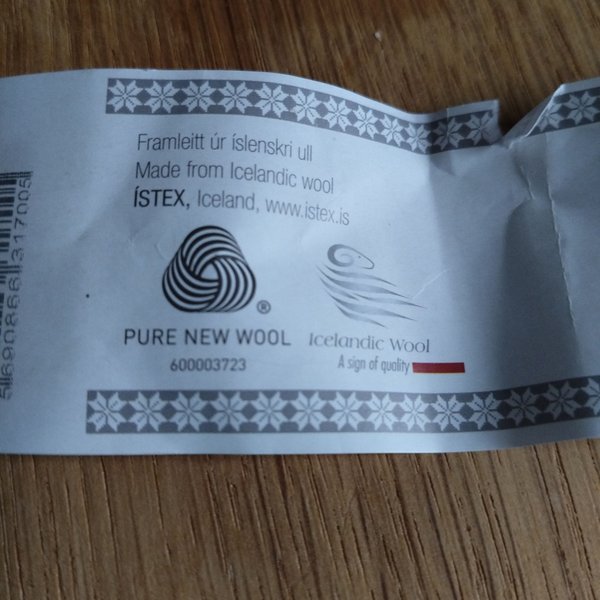 Framleitt úr íslenskri ull
Made from Icelandic wool
ÍSTEX, Iceland, www.istex.is
®
PURE NEW WOOL
600003723
Icelandic Wool
A sign of quality
5690866317005